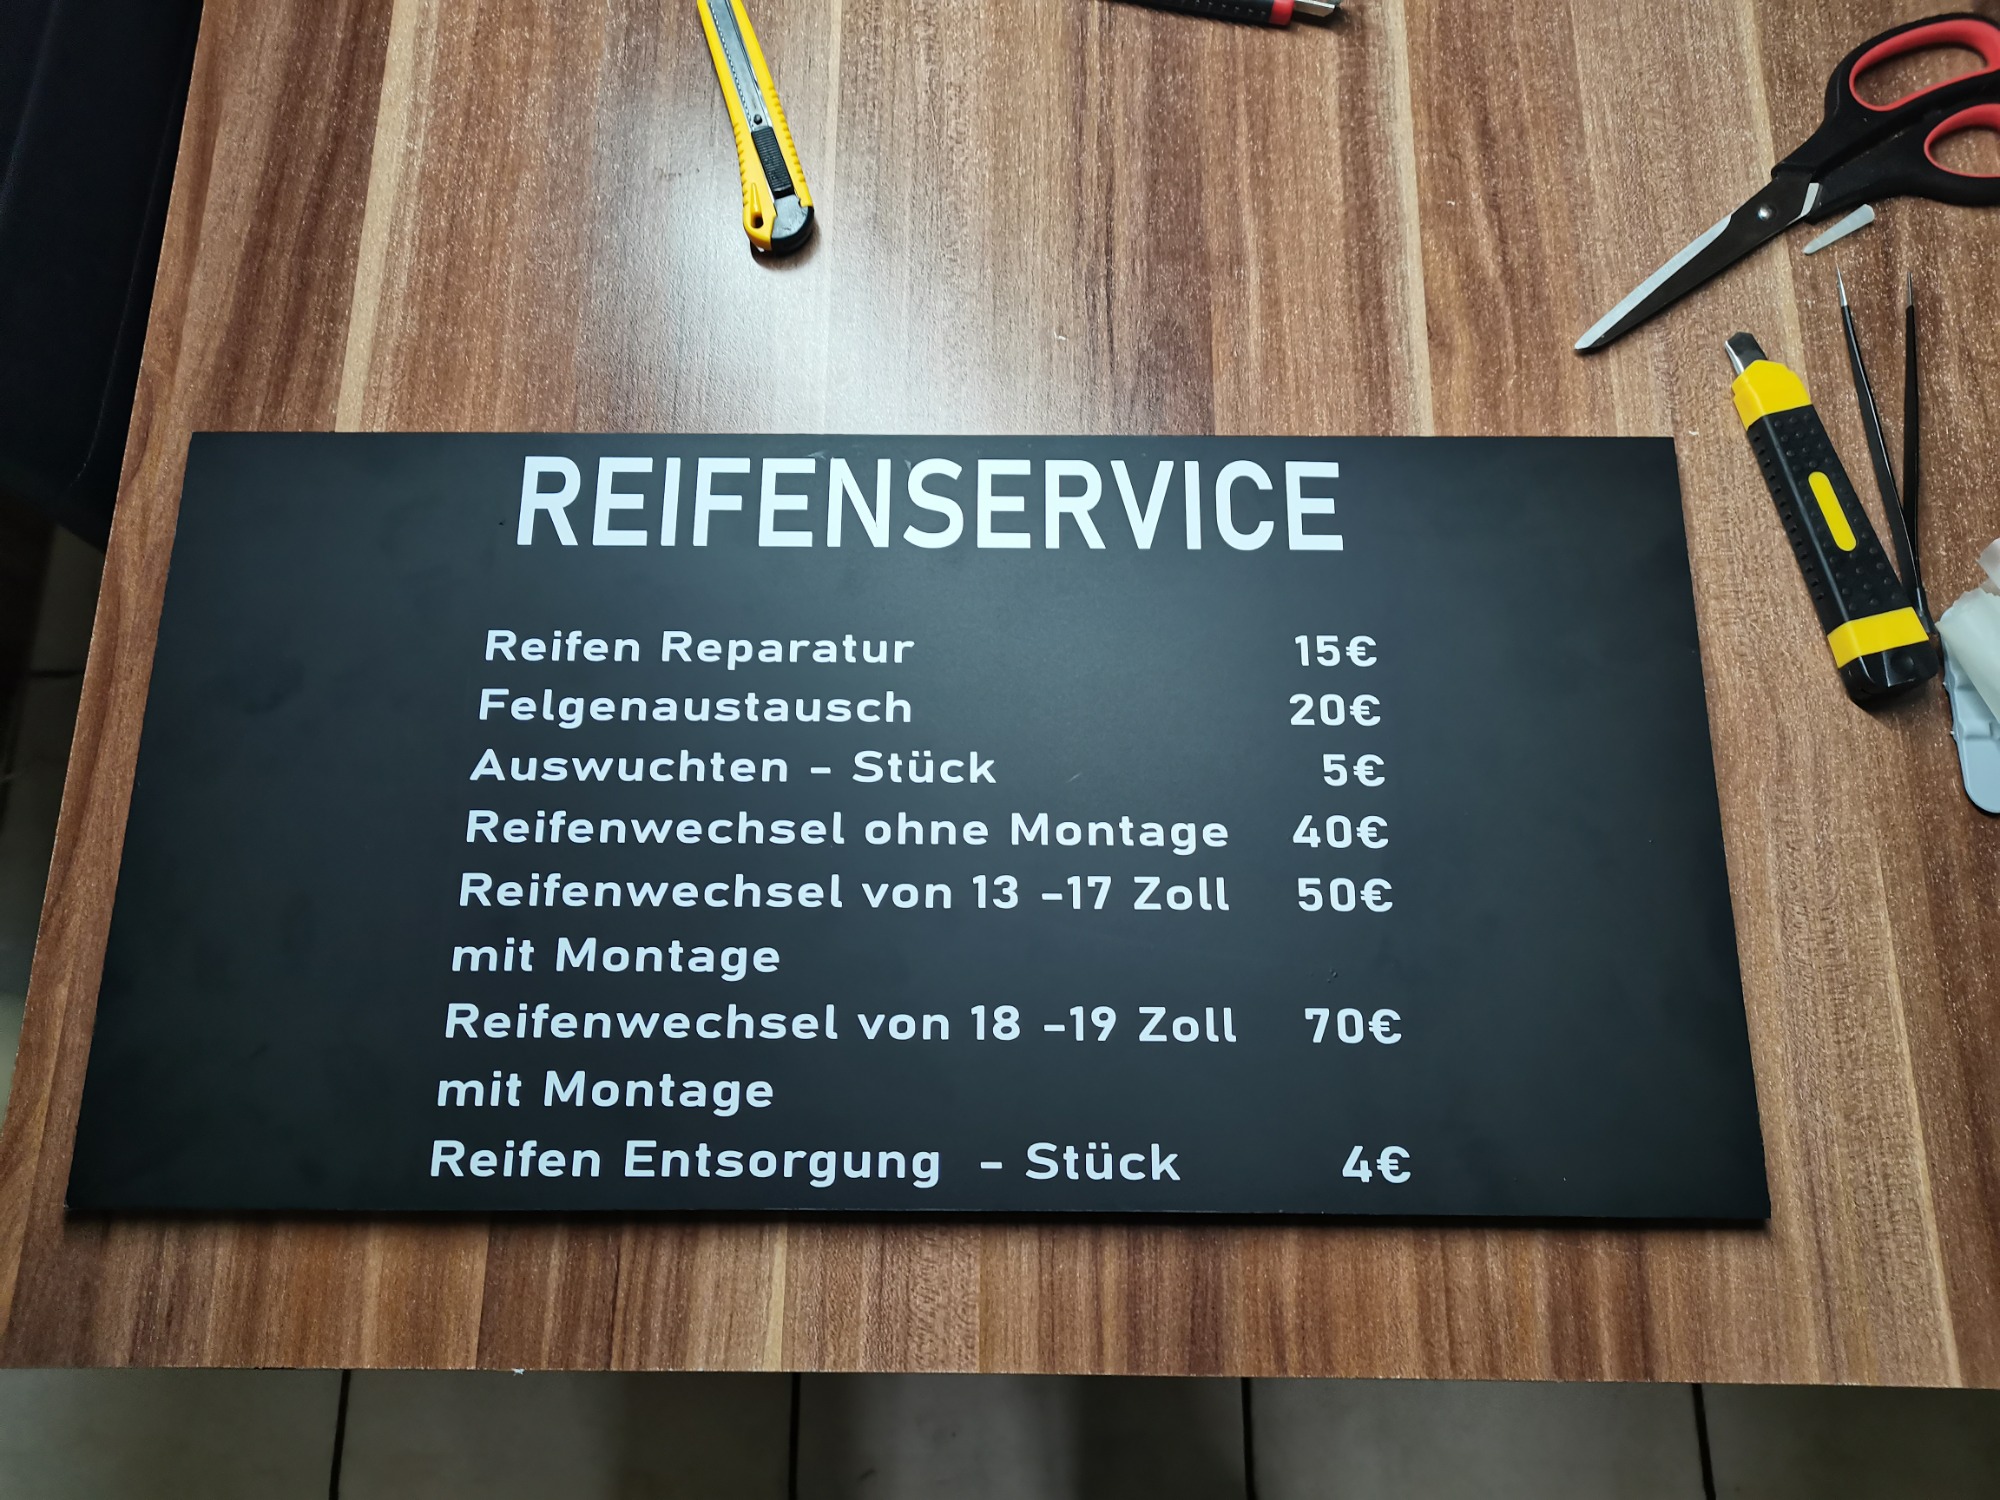 REIFENSERVICE
Reifen Reparatur 15€
Felgenaustausch 20€
Auswuchten - Stück 5€
Reifenwechsel ohne Montage 40€
Reifenwechsel von 13 -17 Zoll 50€
mit Montage
Reifenwechsel von 18 -19 Zoll 70€
mit Montage
Reifen Entsorgung - Stück 4€